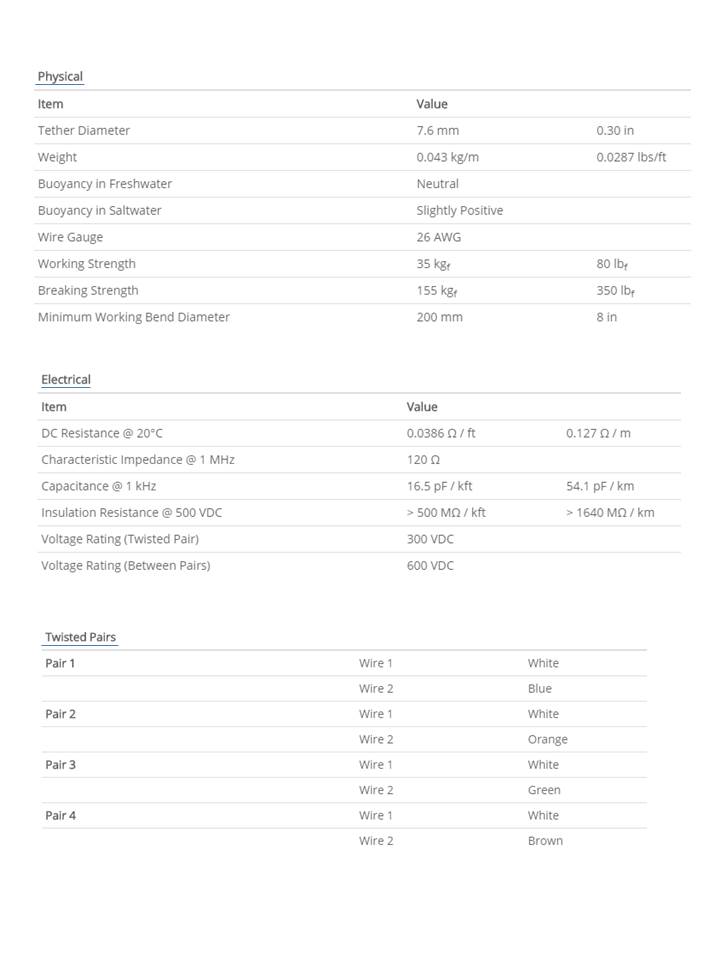 Physical
Item Value
Tether Diameter 7.6 mm 0.30 in
Weight 0.043 kg/m 0.0287 lbs/ft
Buoyancy in Freshwater Neutral
Buoyancy in Saltwater Slightly Positive
Wire Gauge 26 AWG
Working Strength 35 kgf 80 lbf
Breaking Strength 155 kgf 350 lbf
Minimum Working Bend Diameter 200 mm 8 in
Electrical
Item Value
DC Resistance @ 20°C 0.0386 Ω / ft 0.127 Ω / m
Characteristic Impedance @ 1 MHz 120 Ω
Capacitance @ 1 kHz 16.5 pF / kft 54.1 pF / km
Insulation Resistance @ 500 VDC > 500 MΩ / kft > 1640 MΩ / km
Voltage Rating (Twisted Pair) 300 VDC
Voltage Rating (Between Pairs) 600 VDC
Twisted Pairs
Pair 1 Wire 1 White
Wire 2 Blue
Pair 2 Wire 1 White
Wire 2 Orange
Pair 3 Wire 1 White
Wire 2 Green
Pair 4 Wire 1 White
Wire 2 Brown